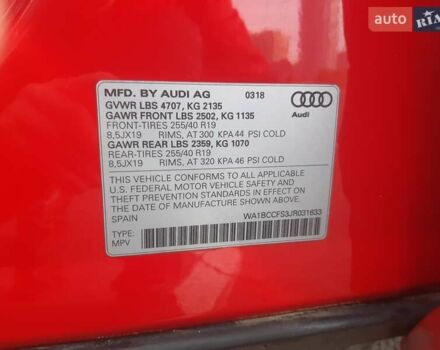 auto RIA
MFD. BY AUDI AG 0318
GVWR LBS 4707, KG 2135
GAWR FRONT LBS 2502, KG 1135
FRONT-TIRES 255/40 R19
8,5JX19 RIMS, AT 300 KPA 44 PSI COLD
GAWR REAR LBS 2359, KG 1070
REAR-TIRES 255/40 R19
8,5JX19 RIMS, AT 320 KPA 46 PSI COLD
Audi
THIS VEHICLE CONFORMS TO ALL APPLICABLE
U.S. FEDERAL MOTOR VEHICLE SAFETY AND
THEFT PREVENTION STANDARDS IN EFFECT ON
THE DATE OF MANUFACTURE SHOWN ABOVE.
SPAIN WA1BCCFS3JR031633
TYPE:
MPV